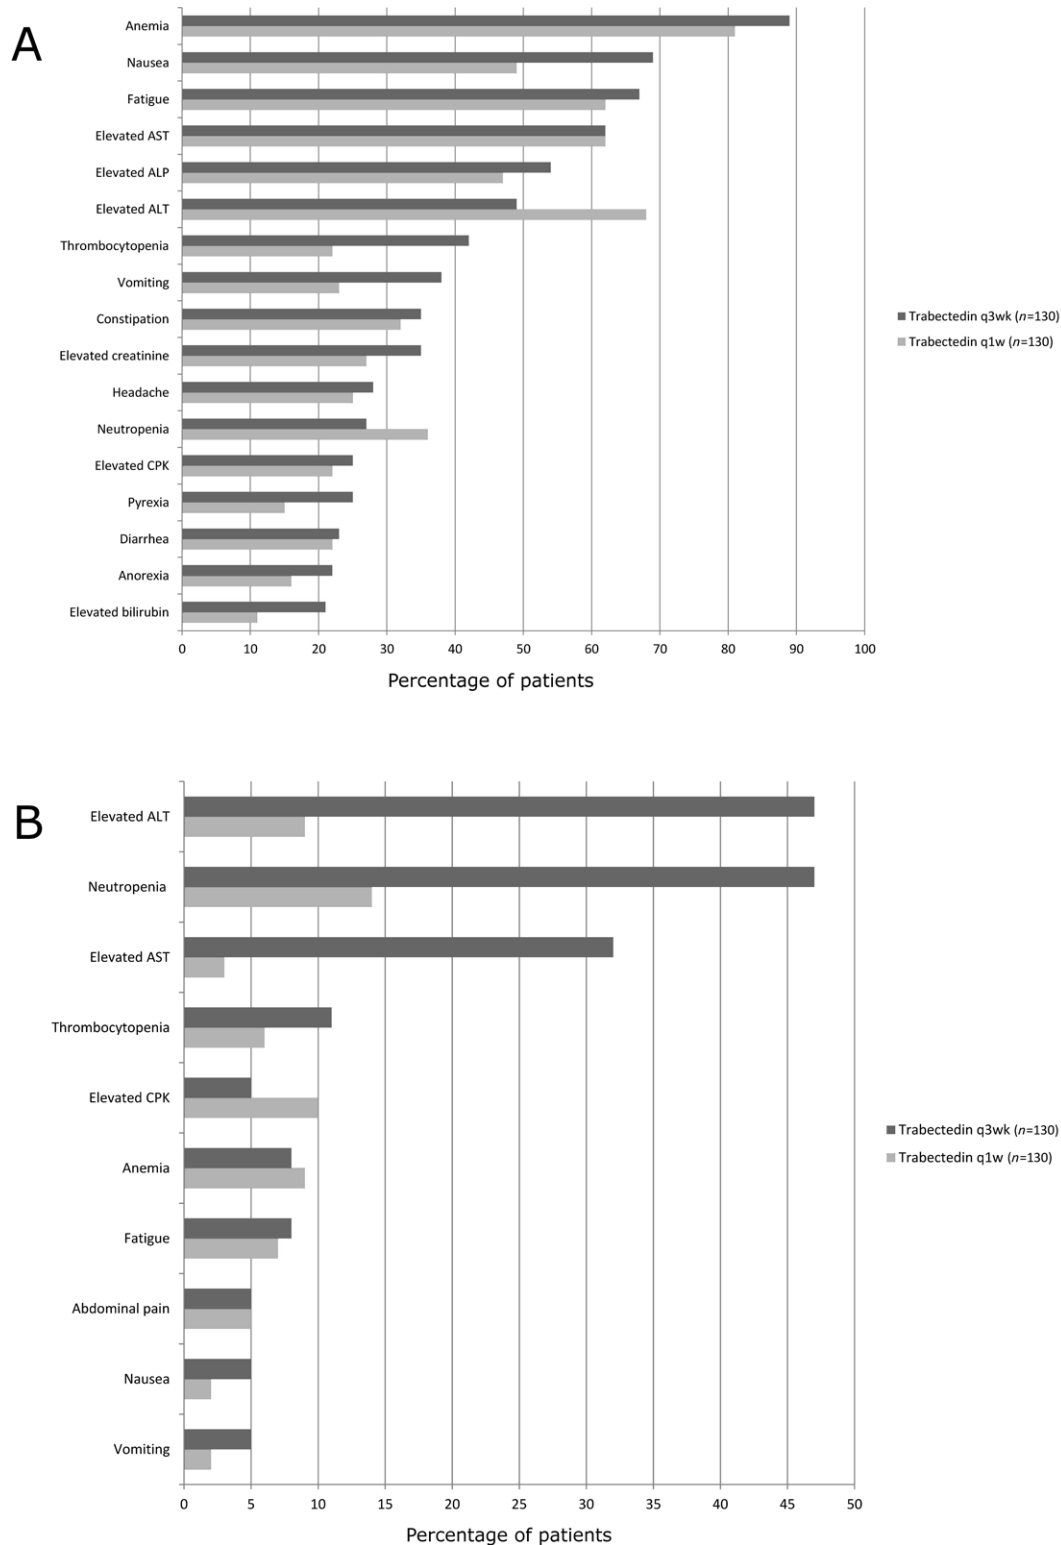 A
Anemia
Nausea
Fatigue
Elevated AST
Elevated ALP
Elevated ALT
Thrombocytopenia
Vomiting
Constipation
Elevated creatinine
Headache
Neutropenia
Elevated CPK
Pyrexia
Diarrhea
Anorexia
Elevated bilirubin
0 10 20 30 40 50 60 70 80 90 100
Percentage of patients
Trabectedin q3wk (n=130)
Trabectedin q1w (n=130)
B
Elevated ALT
Neutropenia
Elevated AST
Thrombocytopenia
Elevated CPK
Anemia
Fatigue
Abdominal pain
Nausea
Vomiting
0 5 10 15 20 25 30 35 40 45 50
Percentage of patients
Trabectedin q3wk (n=130)
Trabectedin q1w (n=130)